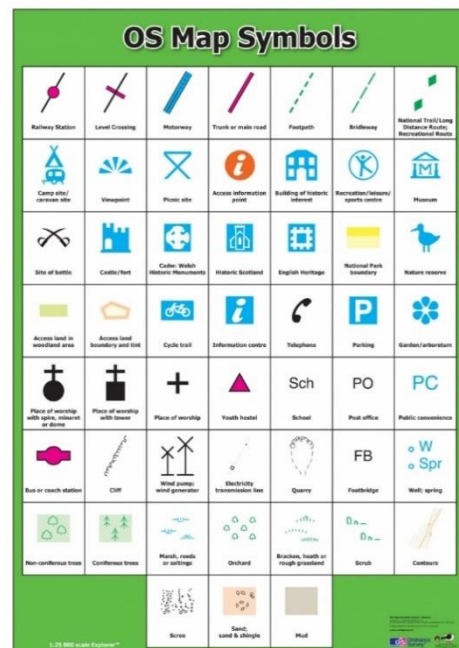 OS Map Symbols
Railway Station
Level Crossing
Motorway
Trunk or main road
Footpath
Bridleway
National Trail/Long
Distance Route;
Recreational Route
Camp site/
caravan site
Viewpoint
Picnic site
i
Access information
point
Building of historic
interest
Recreation/leisure/
sports centre
M
Museum
Site of battle
Castle/fort
Cadw: Welsh
Historic Monuments
Historic Scotland
English Heritage
National Park
boundary
Nature reserve
Access land in
woodland area
Access land
boundary and tint
Cycle trail
i
Information centre
Telephone
P
Parking
Garden/arboretum
Place of worship
with spire, minaret
or dome
Place of worship
with tower
Place of worship
Youth hostel
Sch
School
PO
Post office
PC
Public convenience
Bus or coach station
Cliff
Wind pump;
wind generator
Electricity
transmission line
Quarry
FB
Footbridge
W
Spr
Well; spring
Non-coniferous trees
Coniferous trees
Marsh, reeds
or saltings
Orchard
Bracken, heath or
rough grassland
Scrub
Contours
Scree
Sand;
sand & shingle
Mud
1:25 000 scale Explorer™